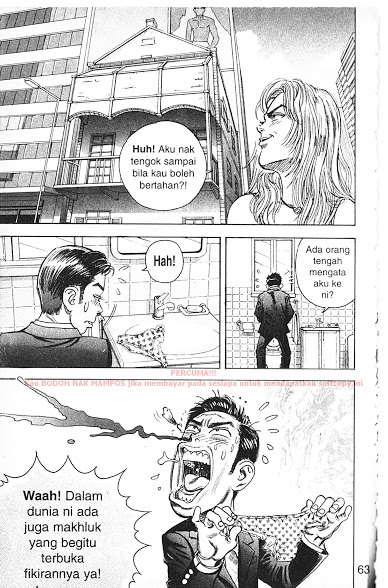 Huh! Aku nak
tengok sampai
bila kau boleh
bertahan?!
Hah!
Ada orang
tengah
mengata
aku ke
ni?
PERCUMA!!!
Kau BODOH NAK MAMPOS jika membayar pada sesiapa untuk mendapatkan softcopy ini
Waah! Dalam
dunia ni ada
juga makhluk
yang begitu
terbuka
fikirannya ya!
63